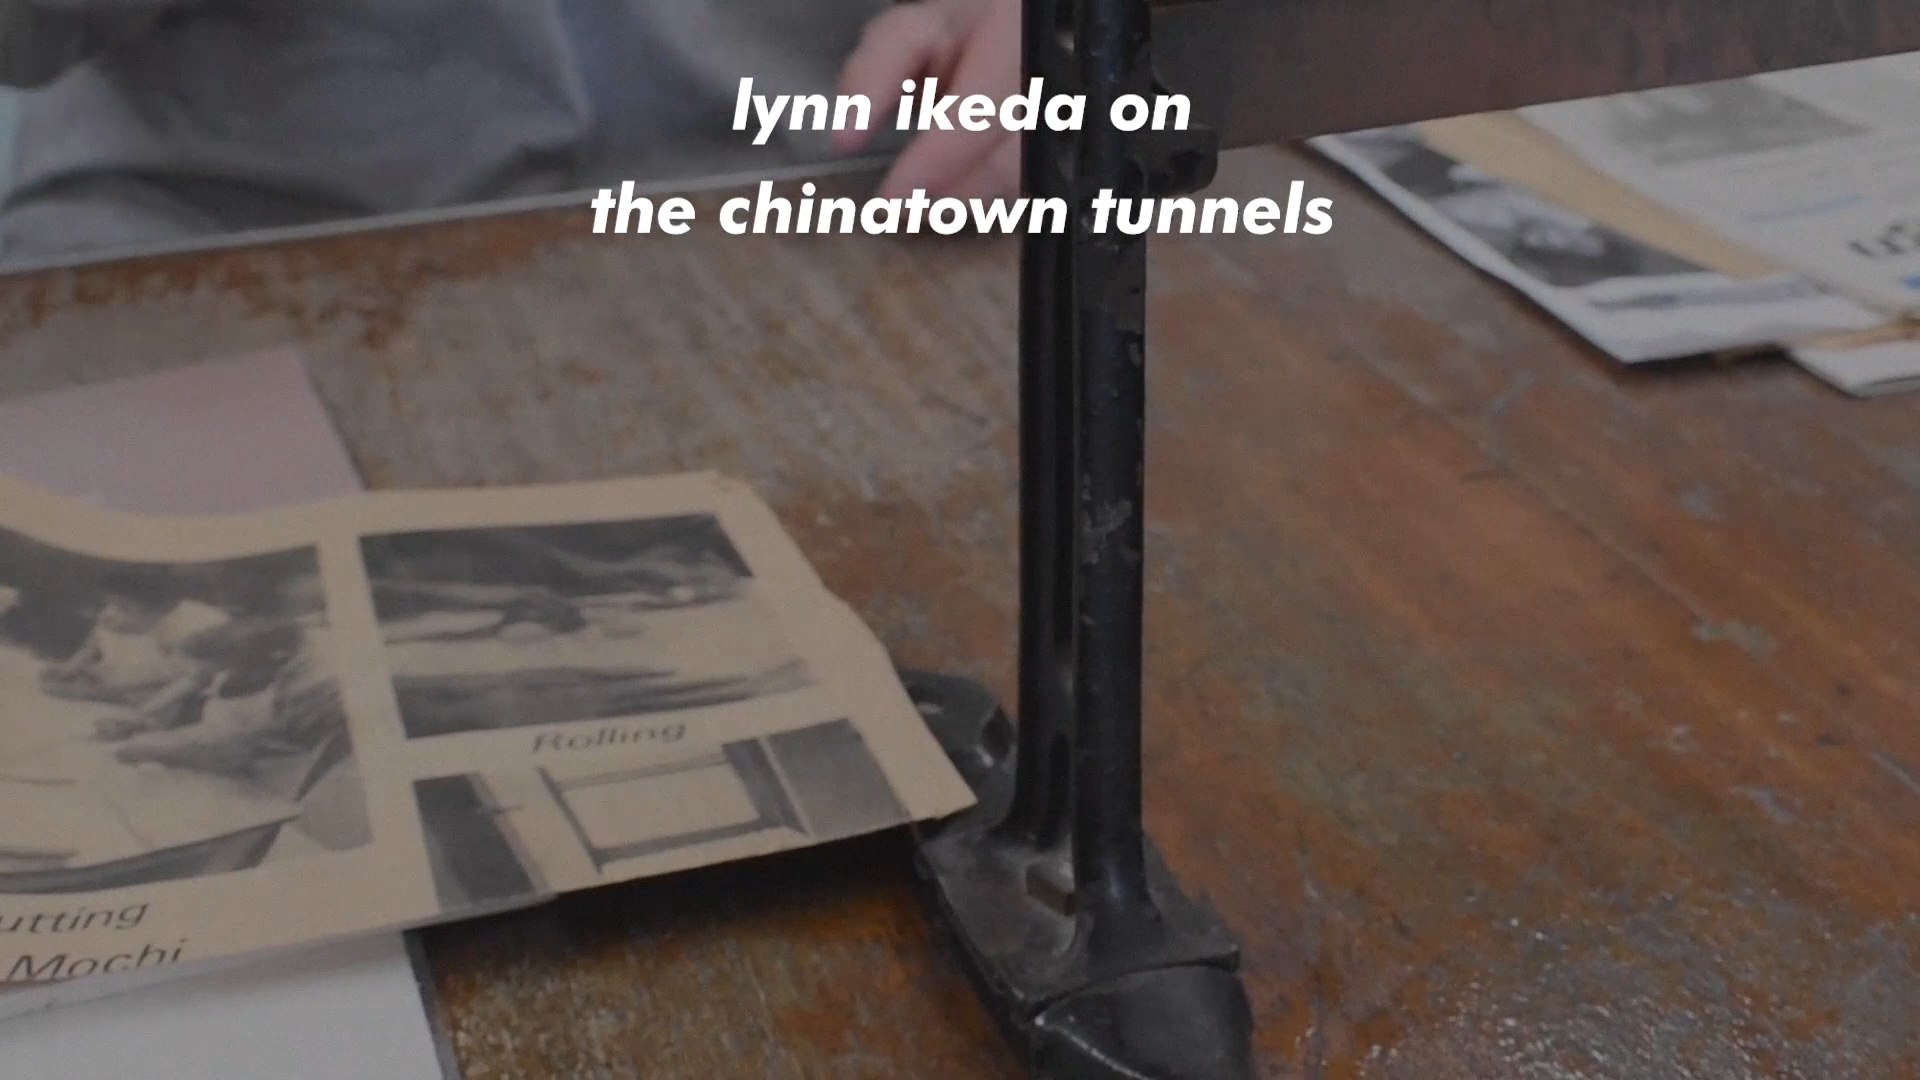 lynn ikeda on
the chinatown tunnels
Rolling
utting
Mochi